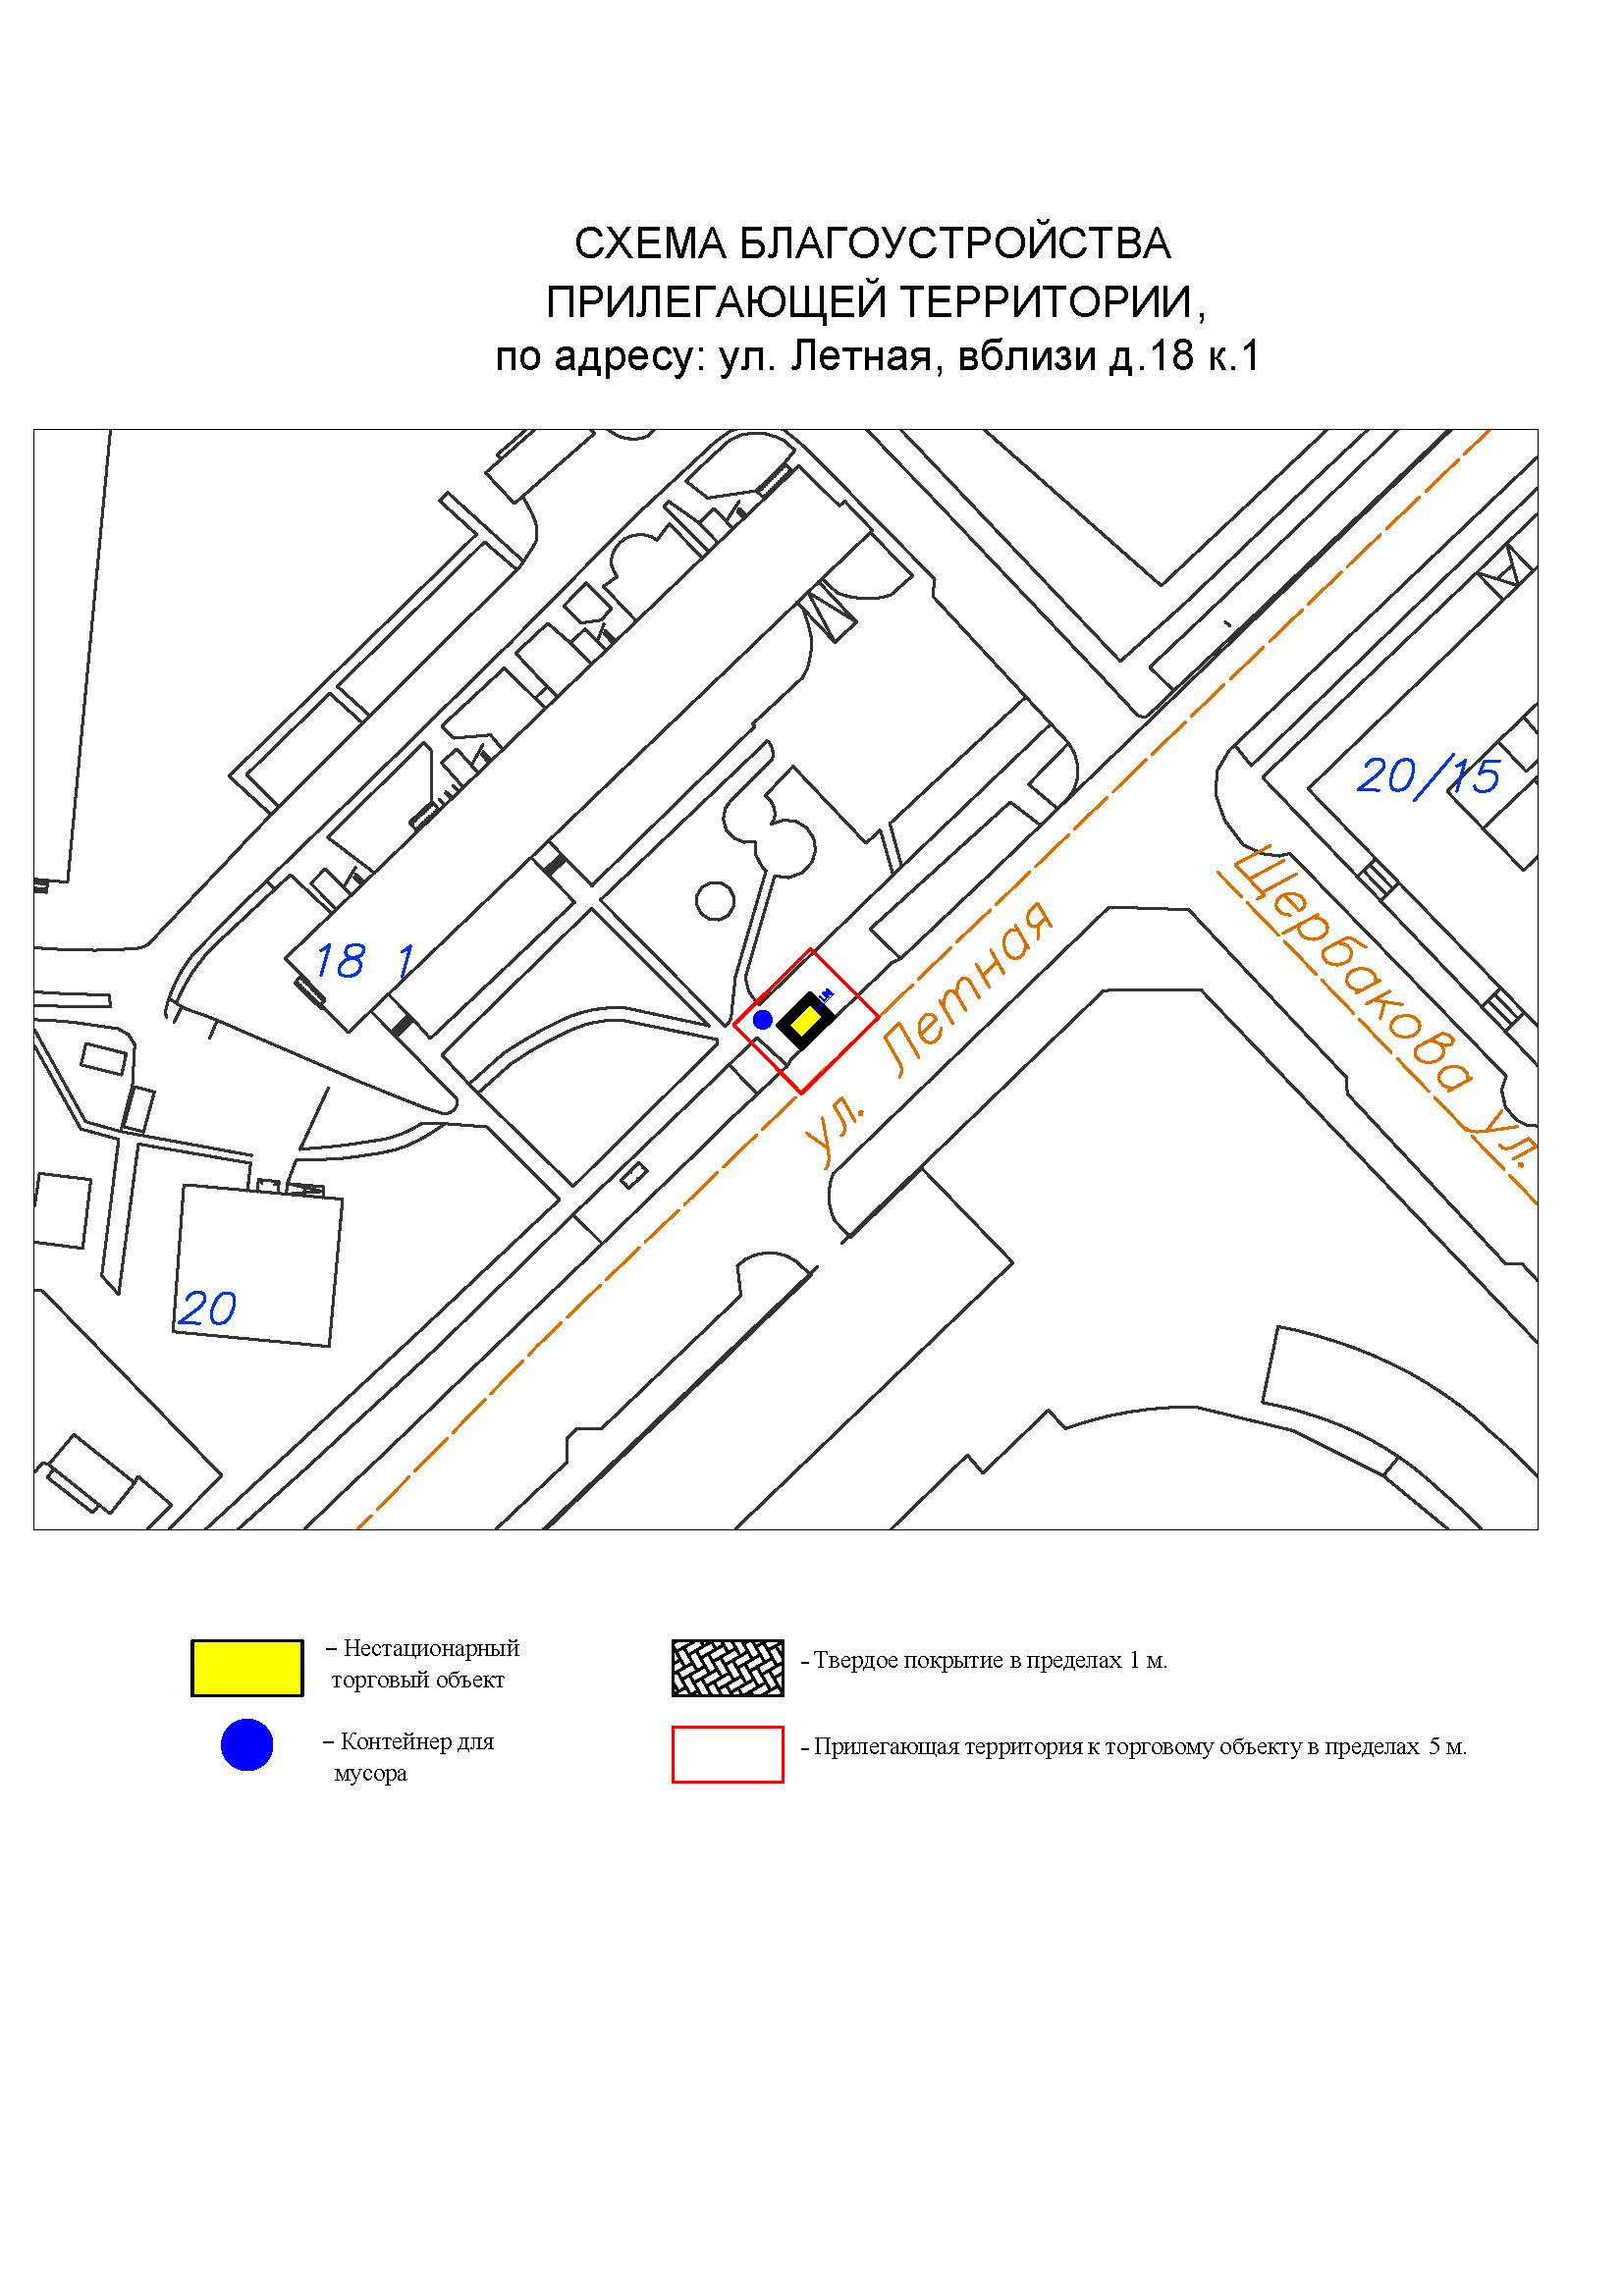 СХЕМА БЛАГОУСТРОЙСТВА
ПРИЛЕГАЮЩЕЙ ТЕРРИТОРИИ,
по адресу: ул. Летная, вблизи д.18 к.1
20/15
Щербакова ул.
18 1
ул. Летная
20
– Нестационарный
торговый объект
– Твердое покрытие в пределах 1 м.
– Контейнер для
мусора
– Прилегающая территория к торговому объекту в пределах 5 м.